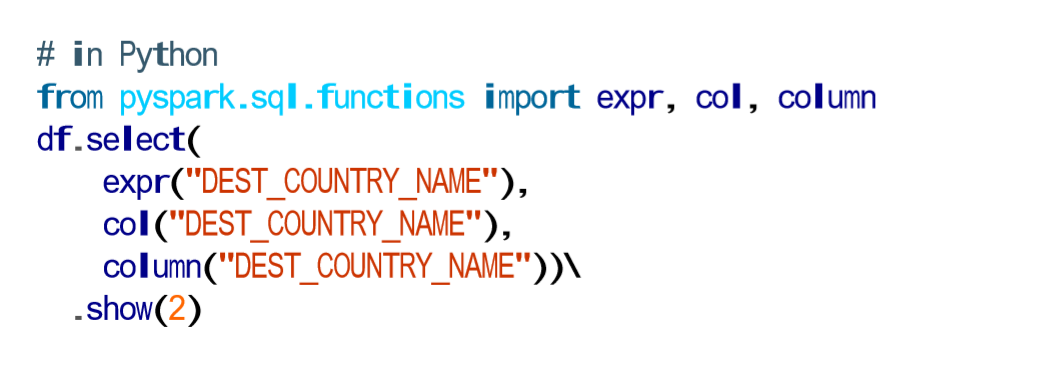 # in Python
from pyspark.sql.functions import expr, col, column
df.select(
    expr("DEST_COUNTRY_NAME"),
    col("DEST_COUNTRY_NAME"),
    column("DEST_COUNTRY_NAME"))\
  .show(2)